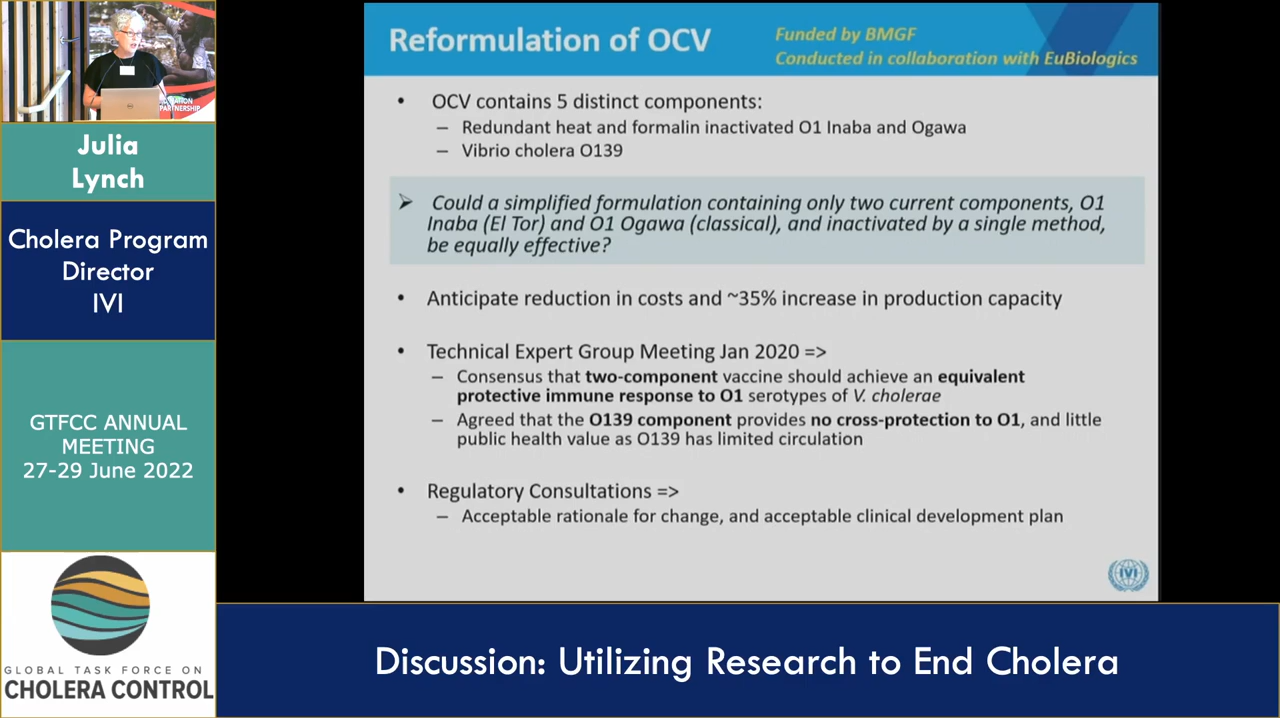 NATION
PARTNERSHIP
Julia
Lynch
Cholera Program
Director
IVI
GTFCC ANNUAL
MEETING
27-29 June 2022
GLOBAL TASK FORCE ON
CHOLERA CONTROL
Reformulation of OCV
Funded by BMGF
Conducted in collaboration with EuBiologics
• OCV contains 5 distinct components:
– Redundant heat and formalin inactivated O1 Inaba and Ogawa
– Vibrio cholera O139
➢ Could a simplified formulation containing only two current components, O1
Inaba (El Tor) and O1 Ogawa (classical), and inactivated by a single method,
be equally effective?
• Anticipate reduction in costs and ~35% increase in production capacity
• Technical Expert Group Meeting Jan 2020 =>
– Consensus that two-component vaccine should achieve an equivalent
protective immune response to O1 serotypes of V. cholerae
– Agreed that the O139 component provides no cross-protection to O1, and little
public health value as O139 has limited circulation
• Regulatory Consultations =>
– Acceptable rationale for change, and acceptable clinical development plan
IVI
Discussion: Utilizing Research to End Cholera